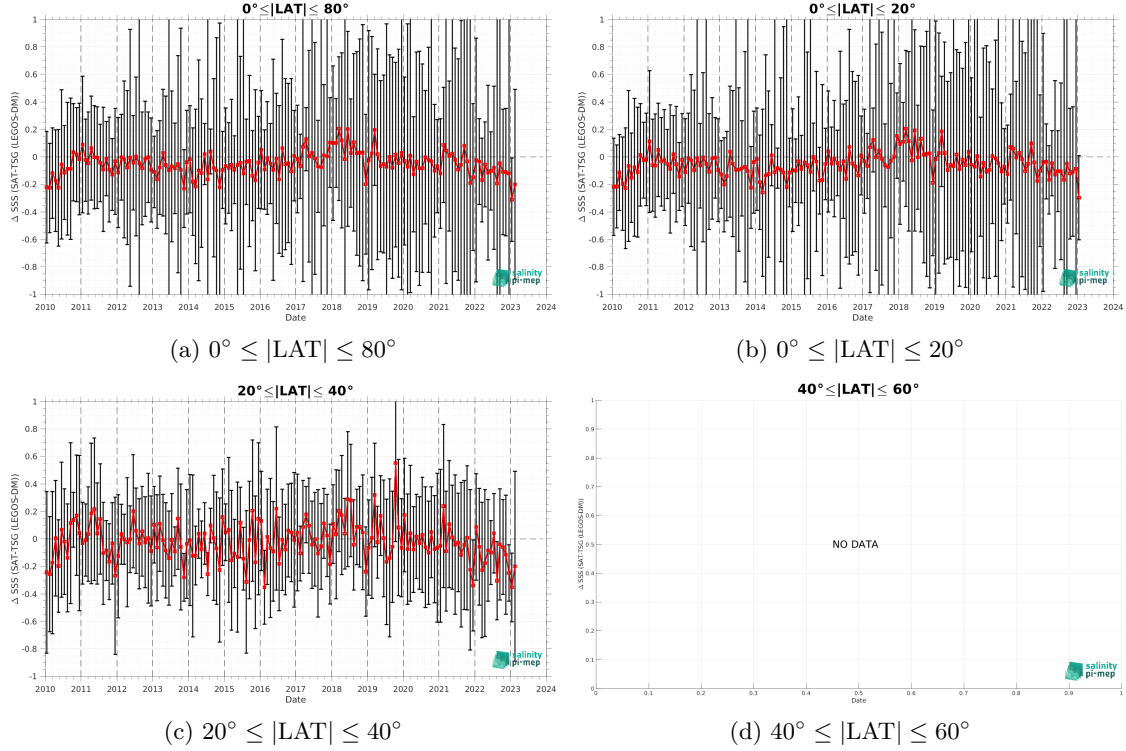 0°≤|LAT|≤ 80°
Δ SSS (SAT-TSG (LEGOS-DM))
1
0.8
0.6
0.4
0.2
0
-0.2
-0.4
-0.6
-0.8
-1
2010 2011 2012 2013 2014 2015 2016 2017 2018 2019 2020 2021 2022 2023 2024
Date
salinity
pi-mep
(a) 0° ≤ |LAT| ≤ 80°
0°≤|LAT|≤ 20°
Δ SSS (SAT-TSG (LEGOS-DM))
1
0.8
0.6
0.4
0.2
0
-0.2
-0.4
-0.6
-0.8
-1
2010 2011 2012 2013 2014 2015 2016 2017 2018 2019 2020 2021 2022 2023 2024
Date
salinity
pi-mep
(b) 0° ≤ |LAT| ≤ 20°
20°≤|LAT|≤ 40°
Δ SSS (SAT-TSG (LEGOS-DM))
1
0.8
0.6
0.4
0.2
0
-0.2
-0.4
-0.6
-0.8
-1
2010 2011 2012 2013 2014 2015 2016 2017 2018 2019 2020 2021 2022 2023 2024
Date
salinity
pi-mep
(c) 20° ≤ |LAT| ≤ 40°
40°≤|LAT|≤ 60°
Δ SSS (SAT-TSG (LEGOS-DM))
1
0.9
0.8
0.7
0.6
0.5
0.4
0.3
0.2
0.1
0
NO DATA
0 0.1 0.2 0.3 0.4 0.5 0.6 0.7 0.8 0.9 1
Date
salinity
pi-mep
(d) 40° ≤ |LAT| ≤ 60°